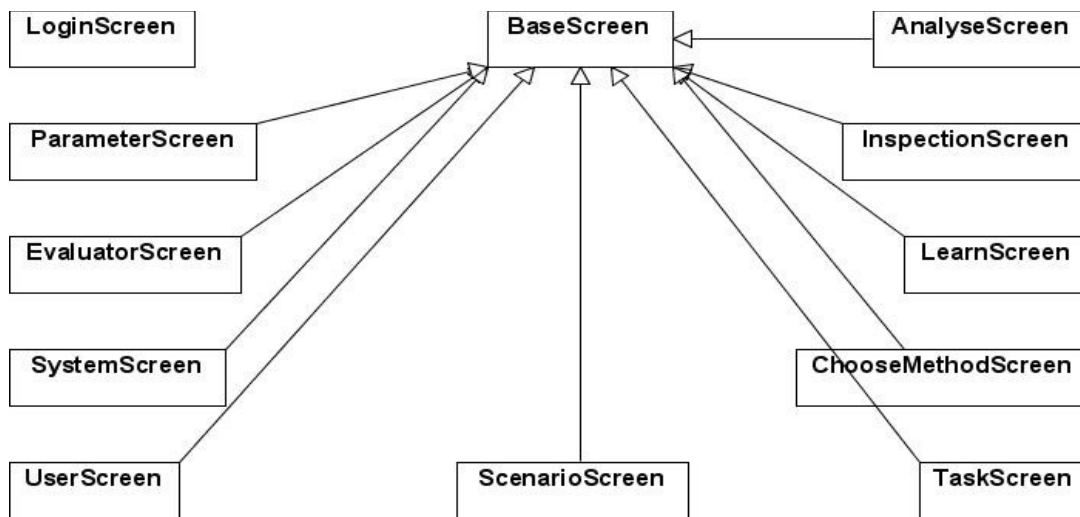 LoginScreen
BaseScreen
AnalyseScreen
ParameterScreen
InspectionScreen
EvaluatorScreen
LearnScreen
SystemScreen
ChooseMethodScreen
UserScreen
ScenarioScreen
TaskScreen